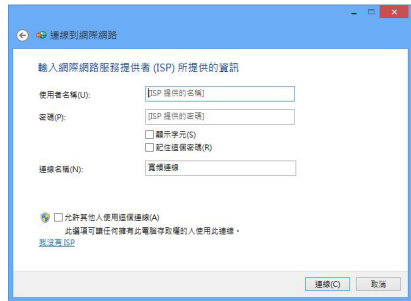 連線到網際網路
輸入網際網路服務提供者 (ISP) 所提供的資訊
使用者名稱(U):
[ISP 提供的名稱]
密碼(P):
[ISP 提供的密碼]
顯示字元(S)
記住這個密碼(R)
連線名稱(N):
寬頻連線
允許其他人使用這個連線(A)
此選項可讓任何擁有此電腦存取權的人使用此連線。
我沒有 ISP
連線(C)
取消